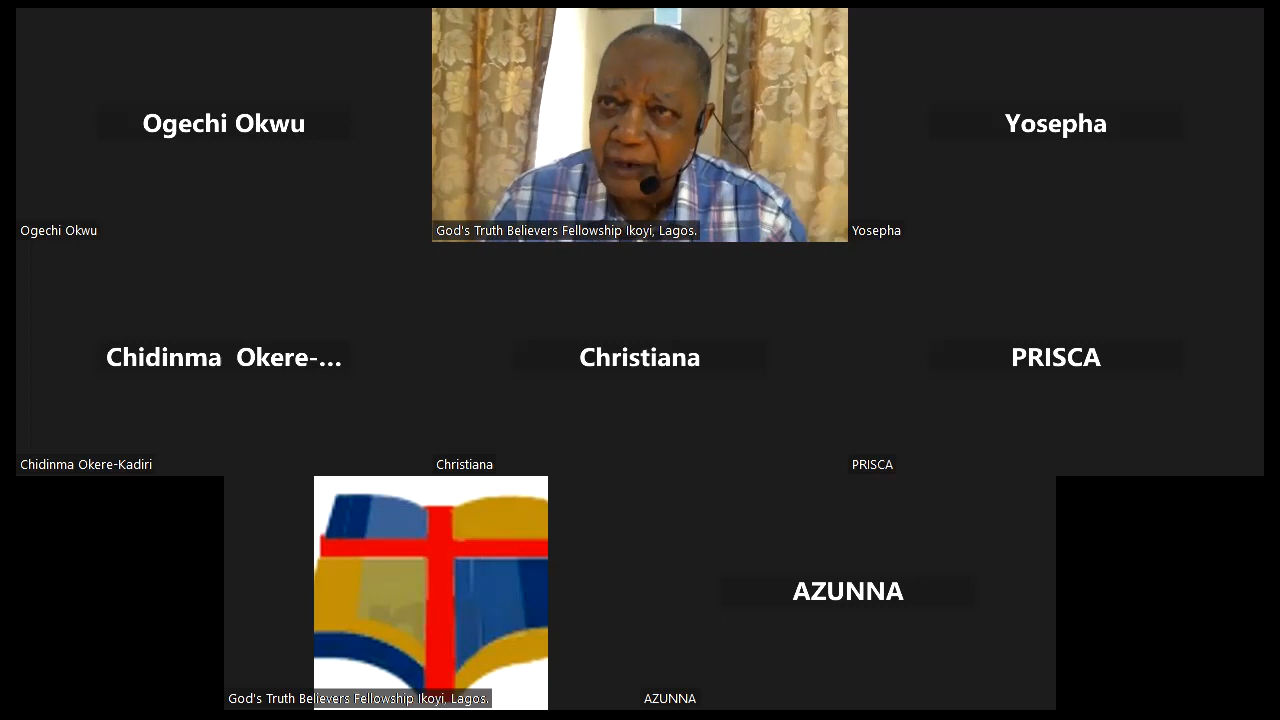 Ogechi Okwu
Yosepha
Ogechi Okwu
God's Truth Believers Fellowship Ikoyi, Lagos.
Yosepha
Chidinma Okere-...
Christiana
PRISCA
Chidinma Okere-Kadiri
Christiana
PRISCA
AZUNNA
God's Truth Believers Fellowship Ikoyi, Lagos.
AZUNNA